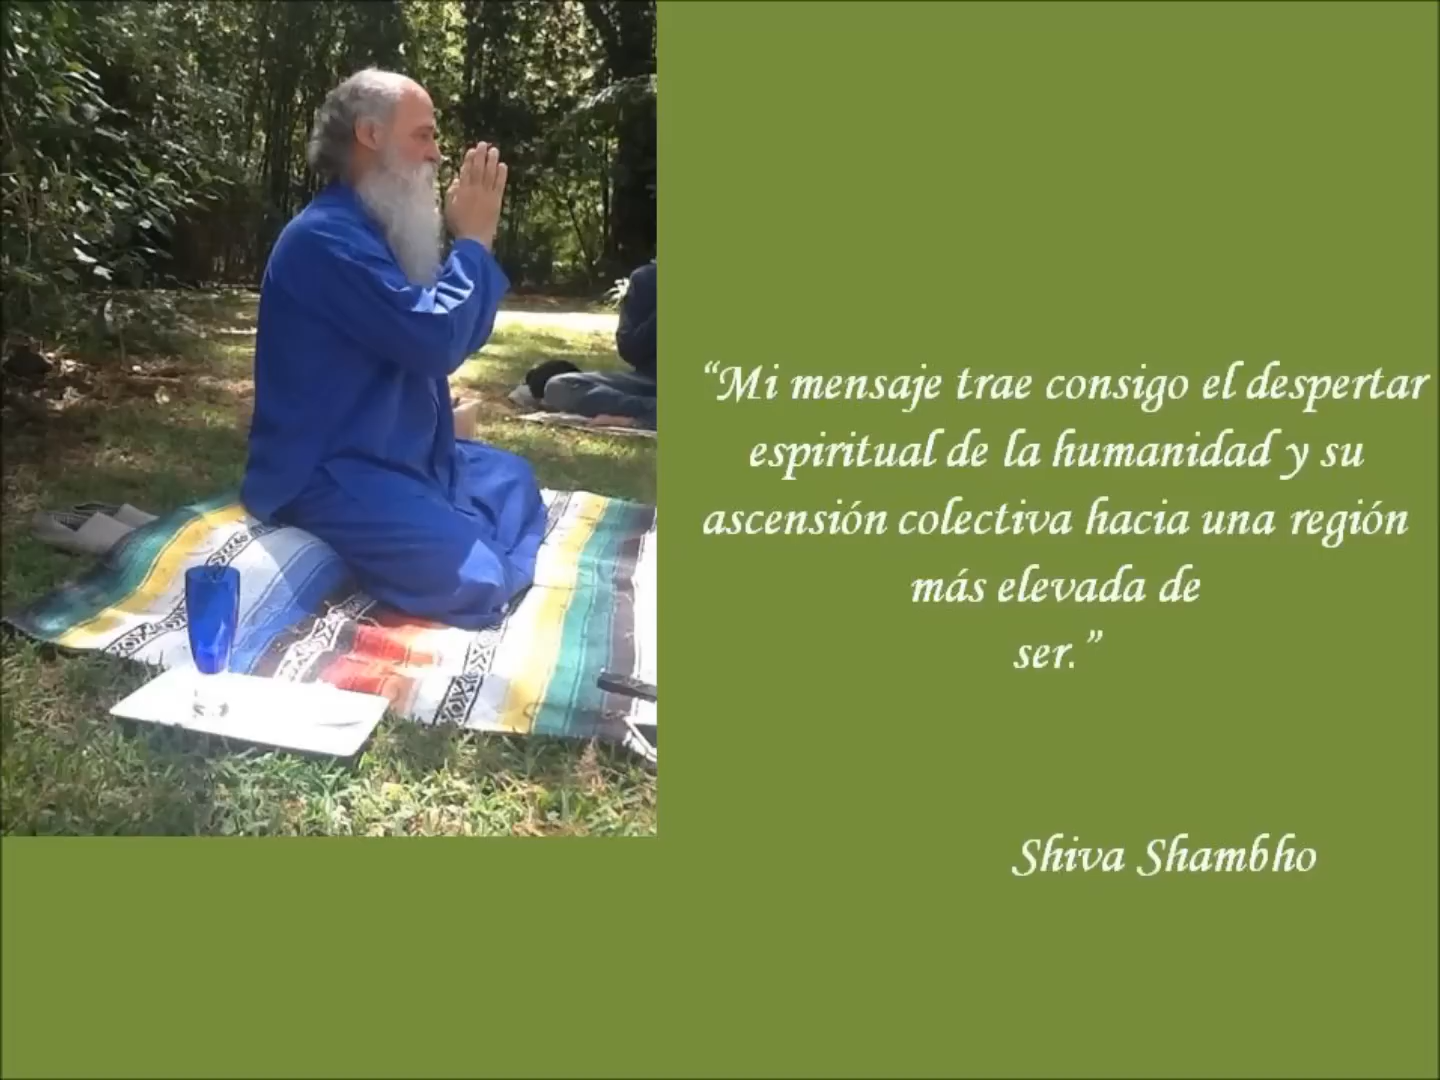 “Mi mensaje trae consigo el despertar
espiritual de la humanidad y su
ascensión colectiva hacia una región
más elevada de
ser.”
Shiva Shambho